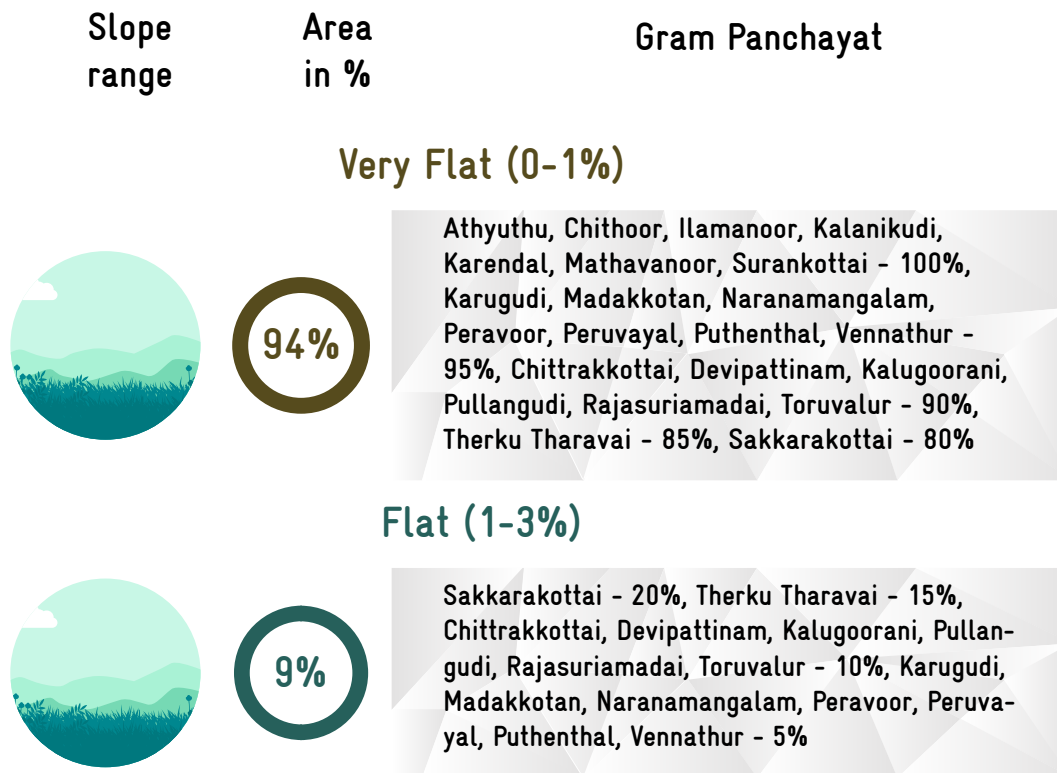 Slope
range
Area
in %
Gram Panchayat
Very Flat (0-1%)
94%
Athyuthu, Chithoor, Ilamanoor, Kalanikudi,
Karendal, Mathavanoor, Surankottai - 100%,
Karugudi, Madakkotan, Naranamangalam,
Peravoor, Peruvayal, Puthenthal, Vennathur -
95%, Chittrakkottai, Devipattinam, Kalugoorani,
Pullangudi, Rajasuriamadai, Toruvalur - 90%,
Therku Tharavai - 85%, Sakkarakottai - 80%
Flat (1-3%)
9%
Sakkarakottai - 20%, Therku Tharavai - 15%,
Chittrakkottai, Devipattinam, Kalugoorani, Pullan-
gudi, Rajasuriamadai, Toruvalur - 10%, Karugudi,
Madakkotan, Naranamangalam, Peravoor, Peruva-
yal, Puthenthal, Vennathur - 5%